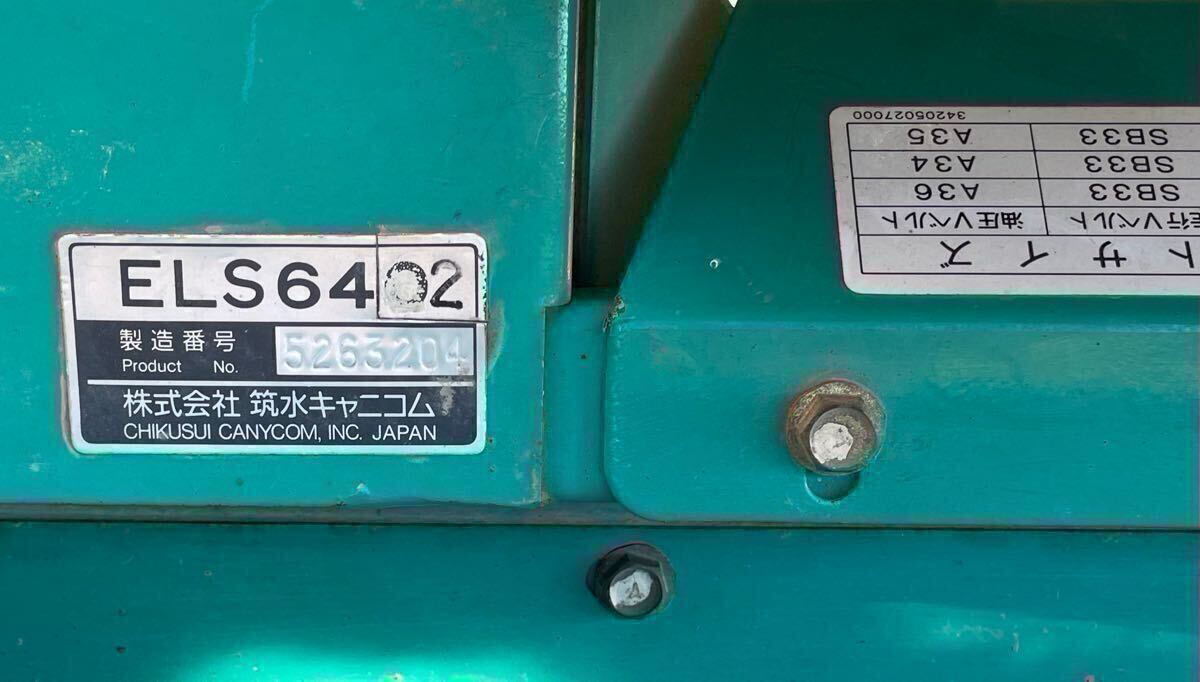 ELS64 2
製造番号
Product No. 5263204
株式会社 筑水キャニコム
CHIKUSUI CANYCOM, INC. JAPAN
トサイズ
行Vベルト 油圧Vベルト
SB33 A36
SB33 A34
SB33 A35
34205027000
A